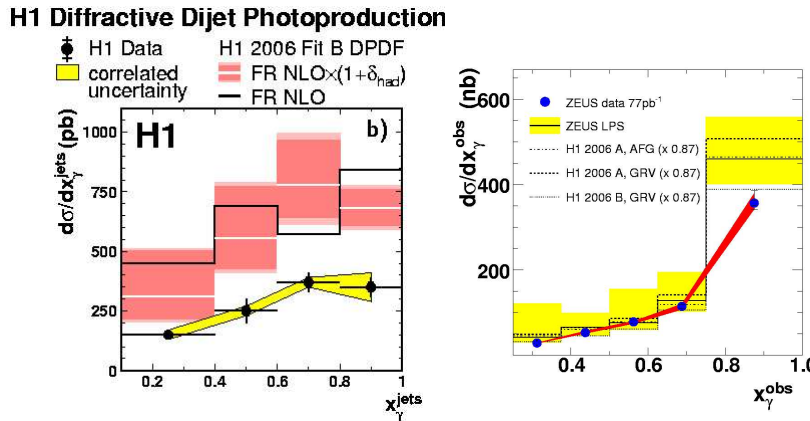 H1 Diffractive Dijet Photoproduction
H1 Data
correlated
uncertainty
H1 2006 Fit B DPDF
FR NLO×(1+δhad)
FR NLO
H1
b)
dσ/dxγjets (pb)
1000
750
500
250
0
0.2
0.4
0.6
0.8
1
xγjets
dσ/dxγobs (nb)
600
400
200
ZEUS data 77pb-1
ZEUS LPS
H1 2006 A, AFG (x 0.87)
H1 2006 A, GRV (x 0.87)
H1 2006 B, GRV (x 0.87)
0.4
0.6
0.8
1.0
xγobs